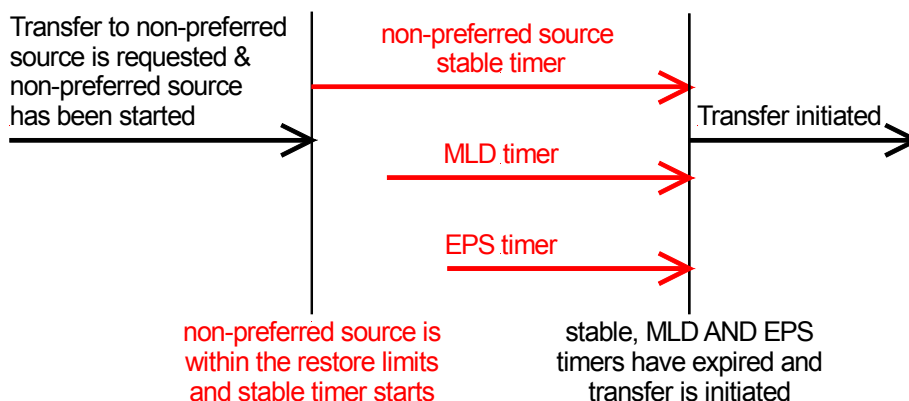 Transfer to non-preferred
source is requested &
non-preferred source
has been started
non-preferred source
stable timer
Transfer initiated
MLD timer
EPS timer
non-preferred source is
within the restore limits
and stable timer starts
stable, MLD AND EPS
timers have expired and
transfer is initiated